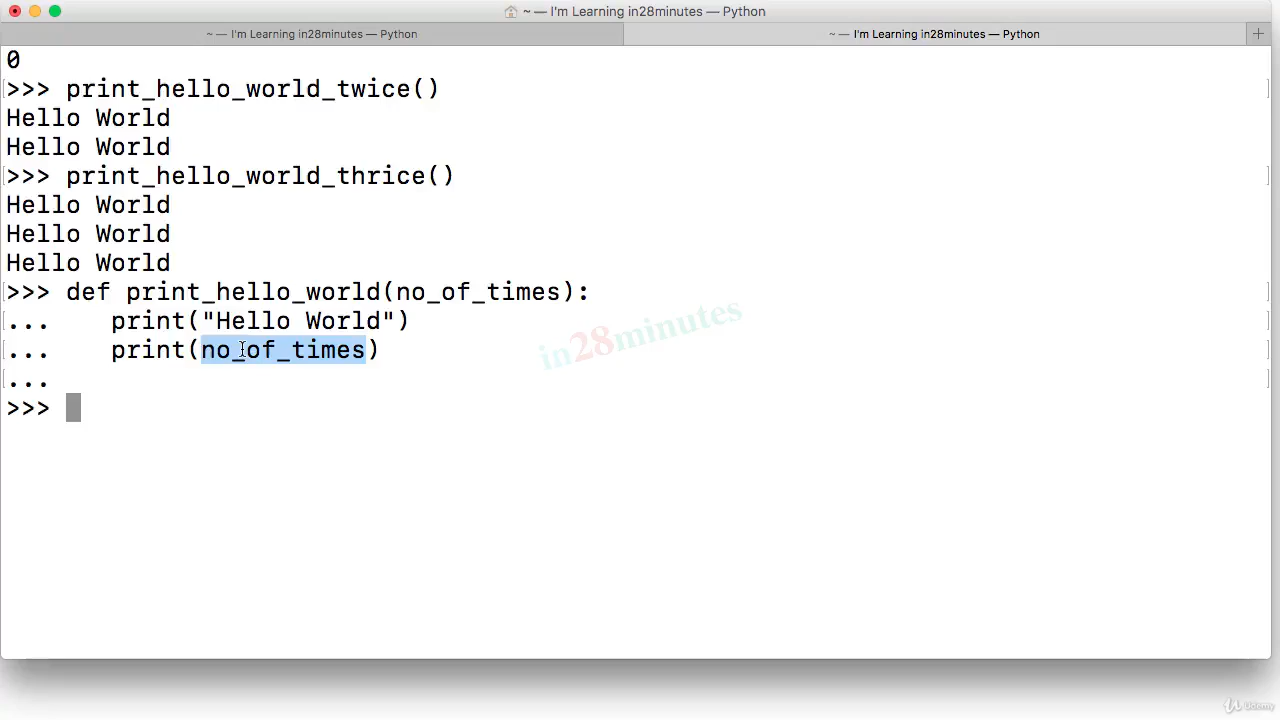 ~ — I'm Learning in28minutes — Python
~ — I'm Learning in28minutes — Python
~ — I'm Learning in28minutes — Python
0
>>> print_hello_world_twice()
Hello World
Hello World
>>> print_hello_world_thrice()
Hello World
Hello World
Hello World
>>> def print_hello_world(no_of_times):
...    print("Hello World")
...    print(no_of_times)
...
>>>
in28minutes
Udemy